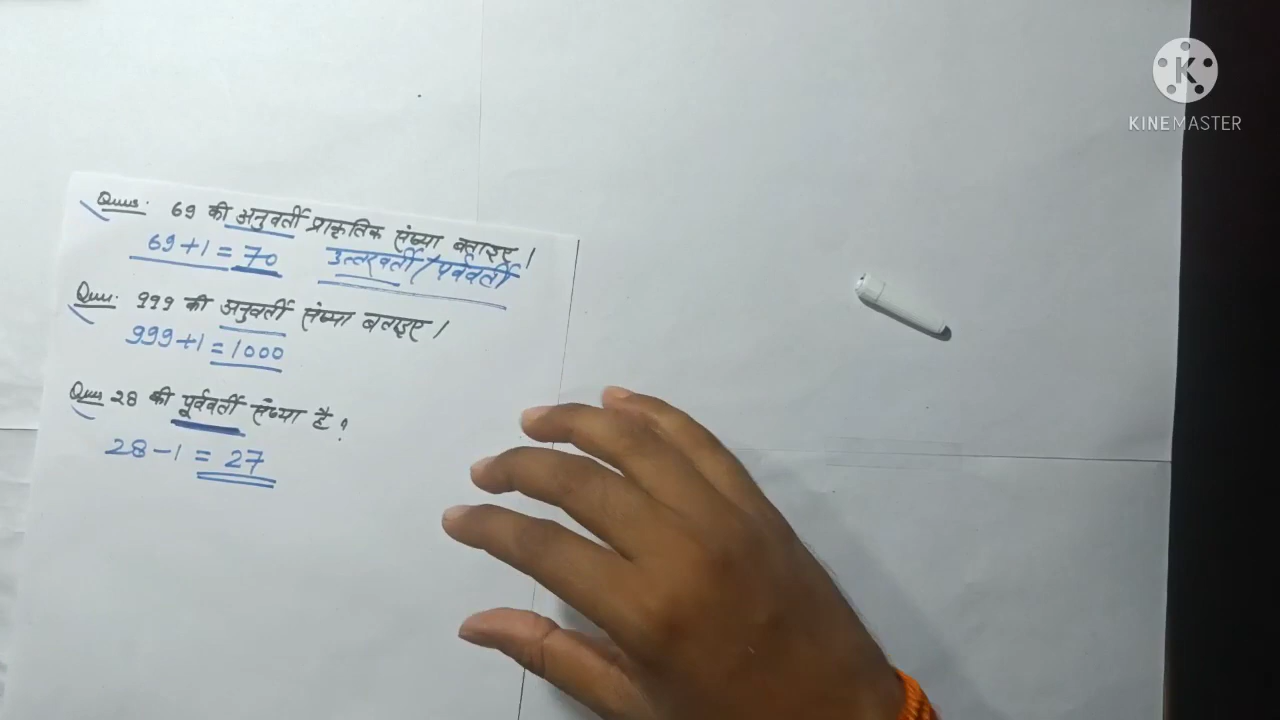 Ques. 69 की अनुवर्ती प्राकृतिक संख्या बताइए।
69+1 = 70 उत्तरवर्ती/पूर्ववर्ती
Ques. 999 की अनुवर्ती संख्या बताइए।
999+1 = 1000
Ques 28 की पूर्ववर्ती संख्या है?
28-1 = 27
K
KINEMASTER